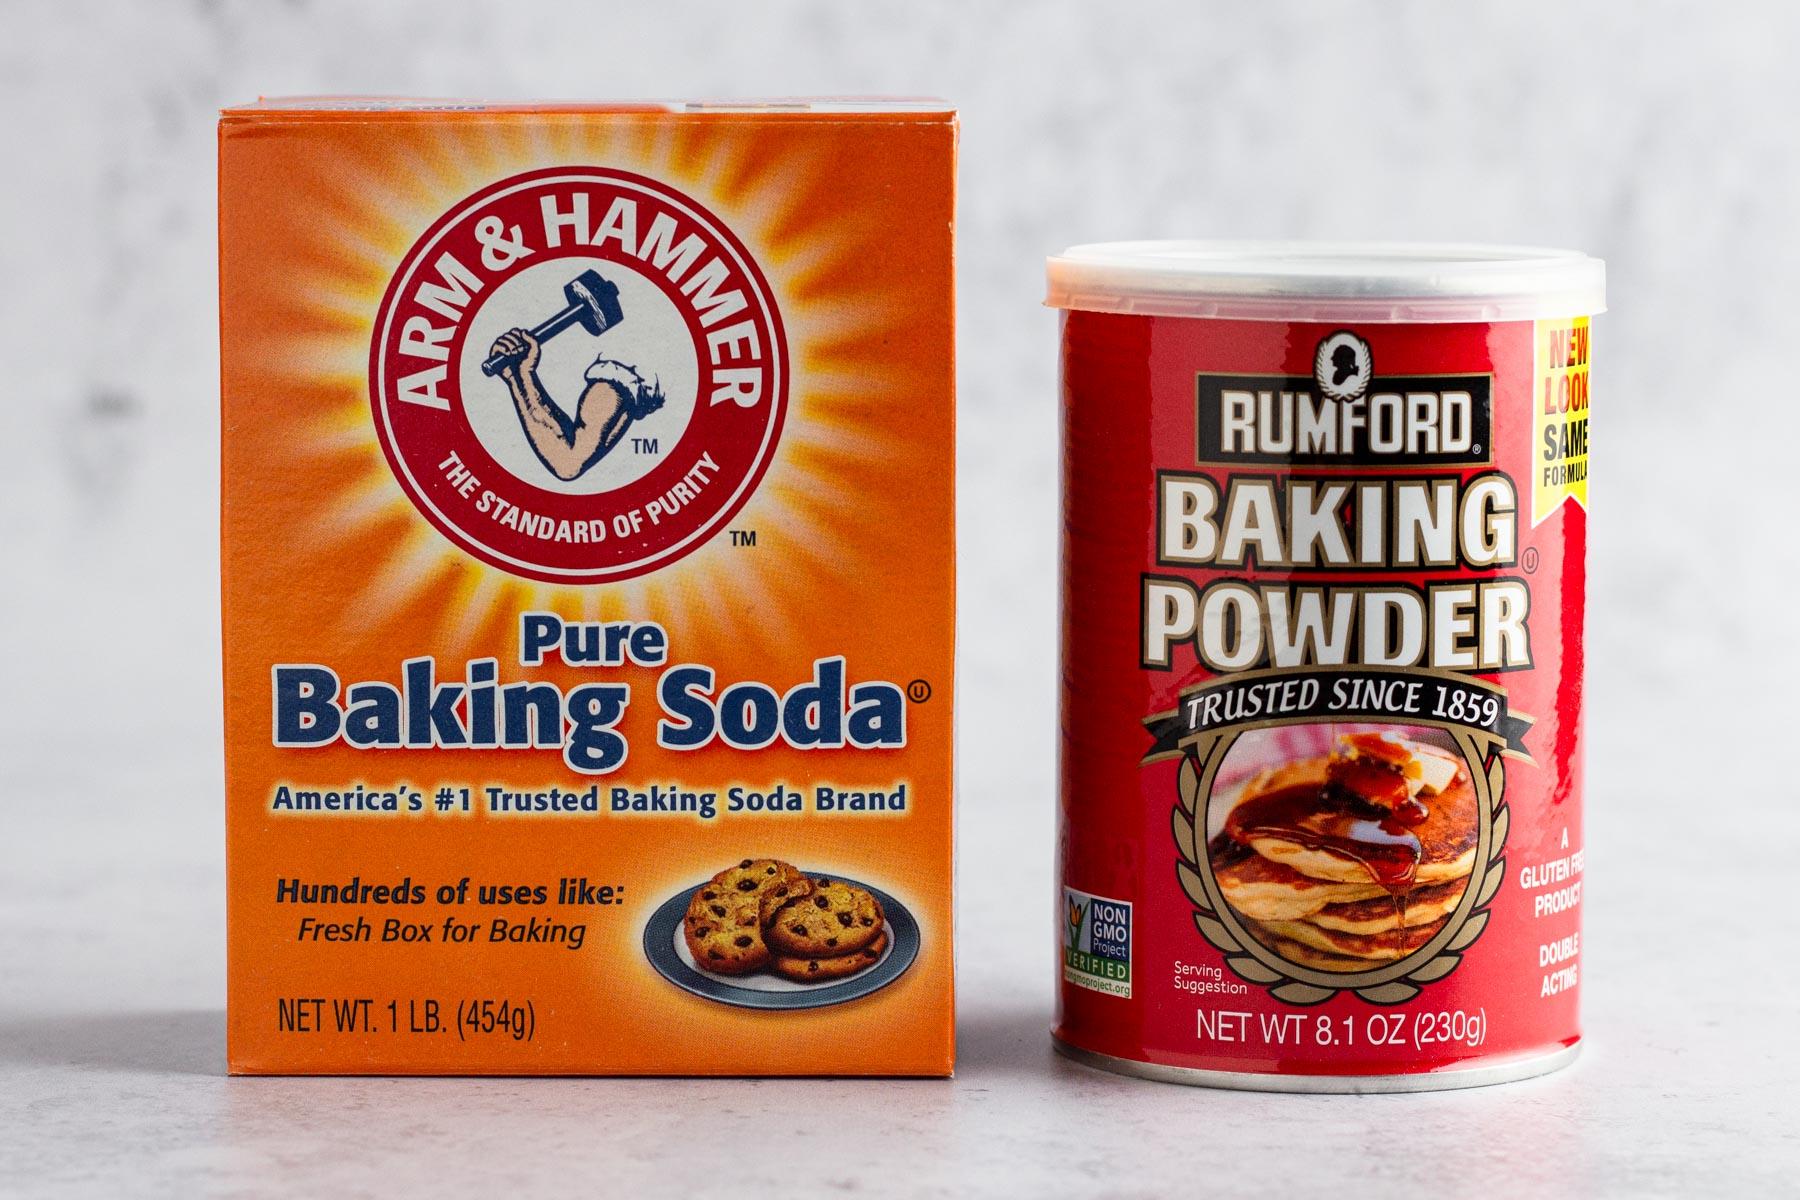 ARM & HAMMER
THE STANDARD OF PURITY
TM
TM
Pure
Baking Soda
U
America's #1 Trusted Baking Soda Brand
Hundreds of uses like:
Fresh Box for Baking
NET WT. 1 LB. (454g)
RUMFORD®
BAKING
POWDER
U
TRUSTED SINCE 1859
NEW
LOOK
SAME
FORMULA
A
GLUTEN FREE
PRODUCT
DOUBLE
ACTING
NON
GMO
Project
VERIFIED
nongmoproject.org
Serving
Suggestion
NET WT 8.1 OZ (230g)